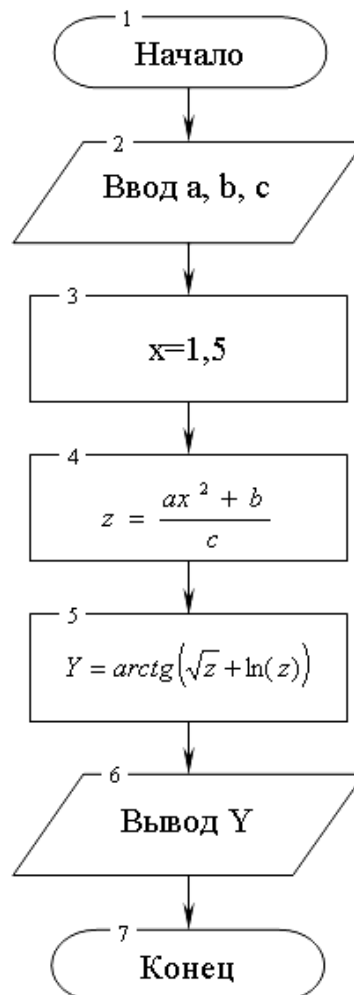 1
Начало
2
Ввод a, b, c
3
x=1,5
4
z = (ax² + b) / c
5
Y = arctg(√z + ln(z))
6
Вывод Y
7
Конец